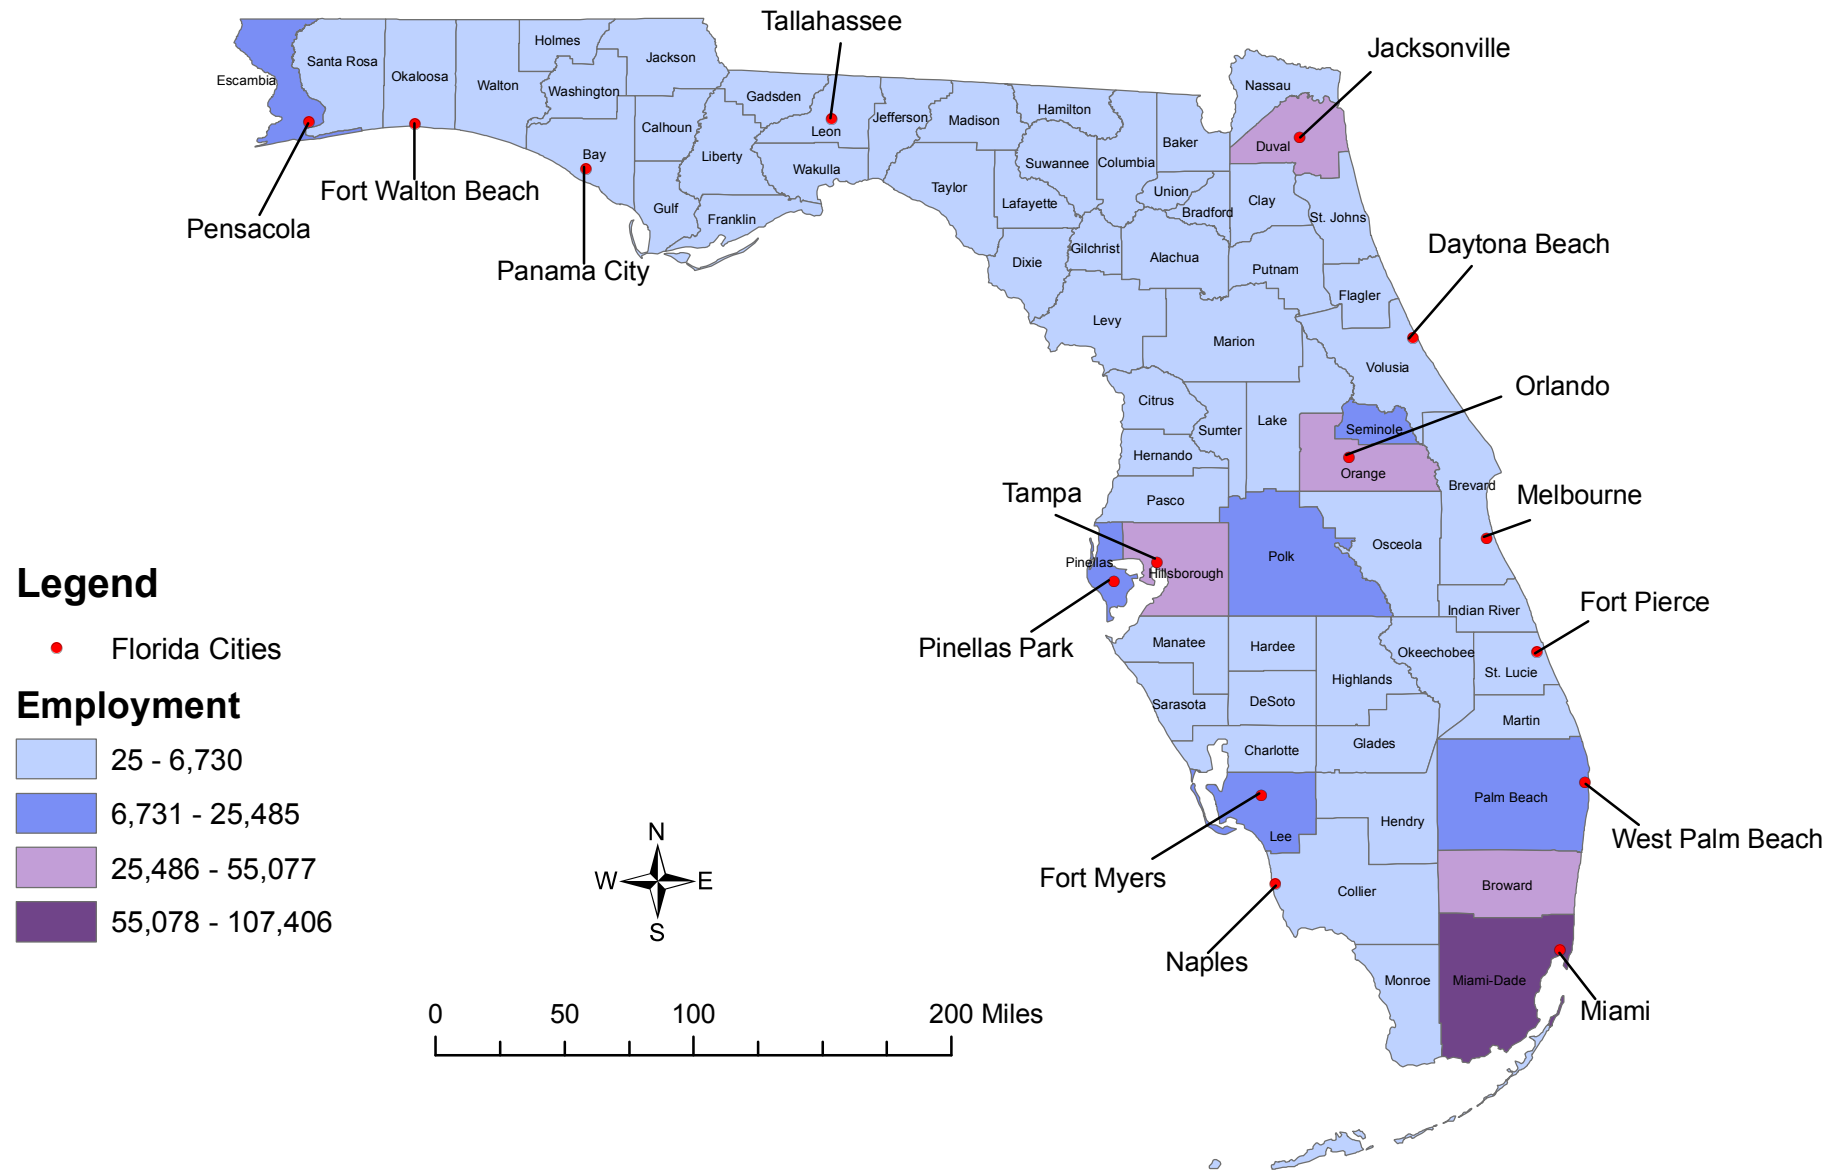 Tallahassee
Jacksonville
Holmes
Jackson
Santa Rosa
Okaloosa
Walton
Washington
Escambia
Gadsden
Nassau
Hamilton
Jefferson
Madison
Calhoun
Leon
Baker
Duval
Bay
Liberty
Wakulla
Suwannee
Columbia
Fort Walton Beach
Taylor
Union
Lafayette
Clay
Gulf
Franklin
Bradford
St. Johns
Pensacola
Daytona Beach
Gilchrist
Alachua
Dixie
Putnam
Panama City
Flagler
Levy
Marion
Volusia
Orlando
Citrus
Lake
Sumter
Seminole
Hernando
Orange
Brevard
Tampa
Pasco
Melbourne
Osceola
Polk
Pinellas
Hillsborough
Legend
Indian River
Fort Pierce
Florida Cities
Pinellas Park
Manatee
Hardee
Okeechobee
St. Lucie
Highlands
Employment
Sarasota
DeSoto
Martin
Charlotte
Glades
25 - 6,730
Palm Beach
6,731 - 25,485
Hendry
Lee
West Palm Beach
N
25,486 - 55,077
W
E
Fort Myers
Broward
Collier
55,078 - 107,406
S
Naples
Monroe
Miami-Dade
0
50
100
200 Miles
Miami